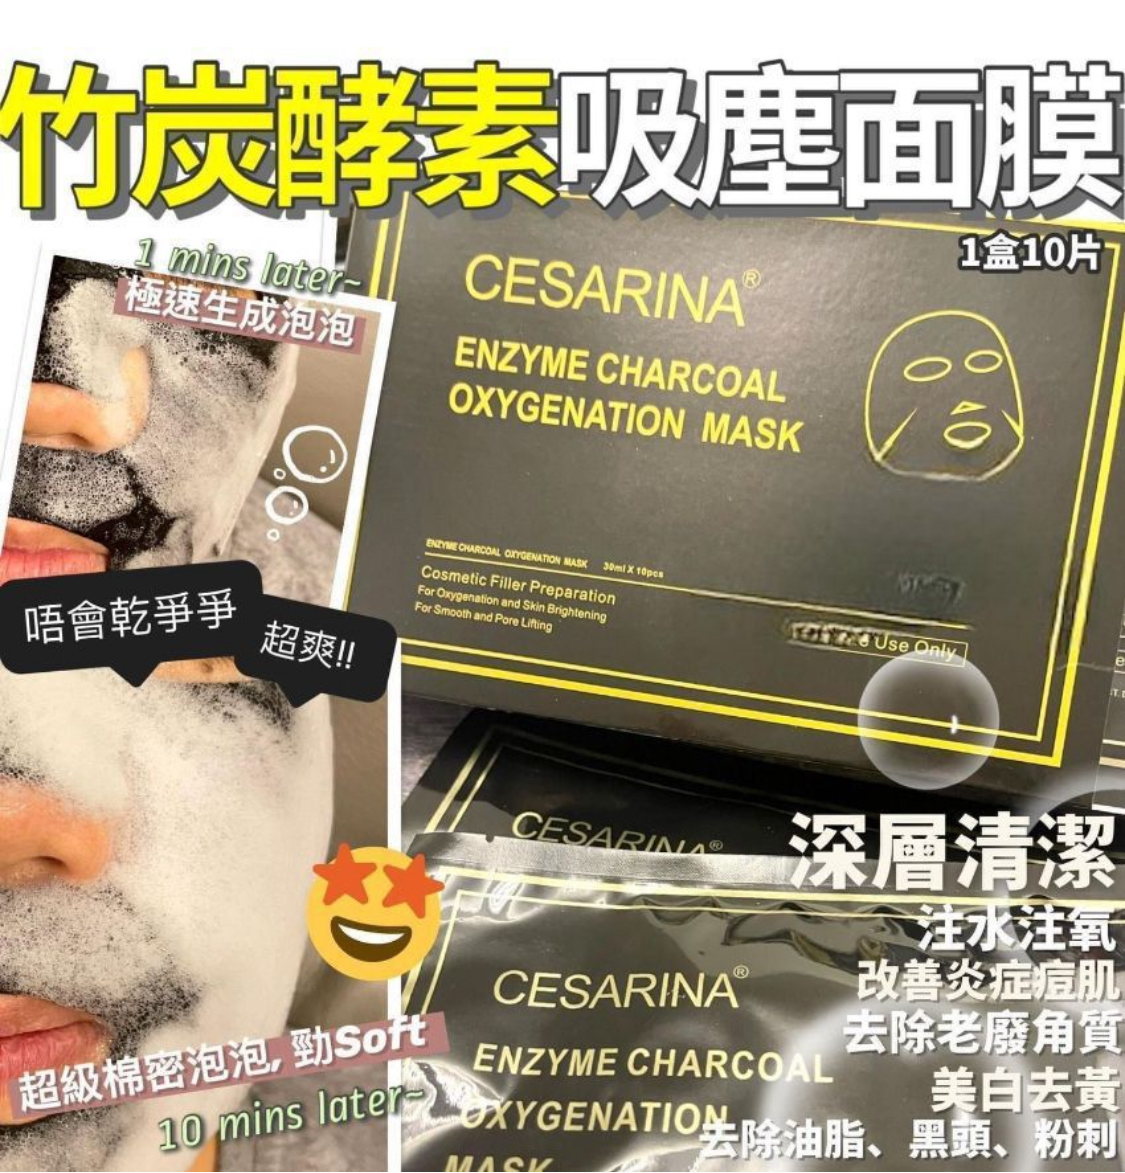 竹炭酵素吸塵面膜
1盒10片
1 mins later~
極速生成泡泡
CESARINA®
ENZYME CHARCOAL
OXYGENATION MASK
ENZYME CHARCOAL OXYGENATION MASK 30ml X 10pcs
Cosmetic Filler Preparation
For Oxygenation and Skin Brightening
For Smooth and Pore Lifting
Use Only
唔會乾爭爭
超爽!!
CESARINA®
深層清潔
注水注氧
改善炎症痘肌
去除老廢角質
美白去黃
去除油脂、黑頭、粉刺
CESARINA®
ENZYME CHARCOAL
OXYGENATION
MASK
超級棉密泡泡, 勁Soft
10 mins later~